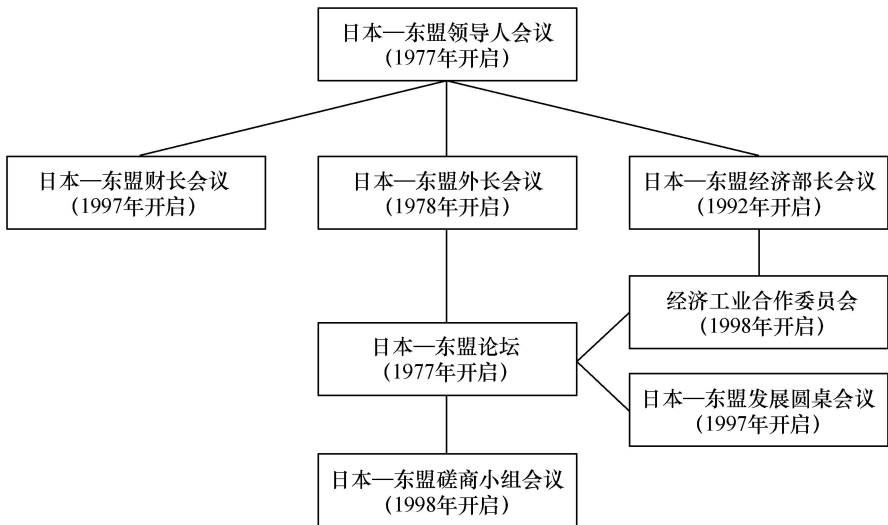 日本—东盟领导人会议
（1977年开启）
日本—东盟财长会议
（1997年开启）
日本—东盟外长会议
（1978年开启）
日本—东盟经济部长会议
（1992年开启）
经济工业合作委员会
（1998年开启）
日本—东盟论坛
（1977年开启）
日本—东盟发展圆桌会议
（1997年开启）
日本—东盟磋商小组会议
（1998年开启）